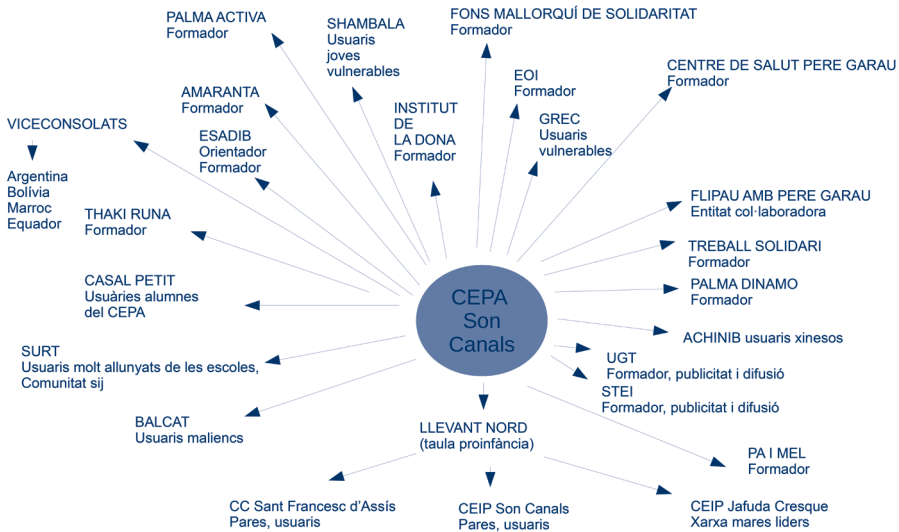 PALMA ACTIVA
Formador
SHAMBALA
Usuaris
joves
vulnerables
FONS MALLORQUÍ DE SOLIDARITAT
Formador
CENTRE DE SALUT PERE GARAU
Formador
EOI
Formador
AMARANTA
Formador
INSTITUT
DE
LA DONA
Formador
GREC
Usuaris
vulnerables
VICECONSOLATS
Argentina
Bolívia
Marroc
Equador
ESADIB
Orientador
Formador
THAKI RUNA
Formador
FLIPAU AMB PERE GARAU
Entitat col·laboradora
TREBALL SOLIDARI
Formador
CASAL PETIT
Usuàries alumnes
del CEPA
CEPA
Son
Canals
PALMA DINAMO
Formador
ACHINIB usuaris xinesos
SURT
Usuaris molt allunyats de les escoles,
Comunitat sij
UGT
Formador, publicitat i difusió
STEI
Formador, publicitat i difusió
BALCAT
Usuaris maliencs
LLEVANT NORD
(taula proinfància)
PA I MEL
Formador
CC Sant Francesc d’Assís
Pares, usuaris
CEIP Son Canals
Pares, usuaris
CEIP Jafuda Cresque
Xarxa mares liders